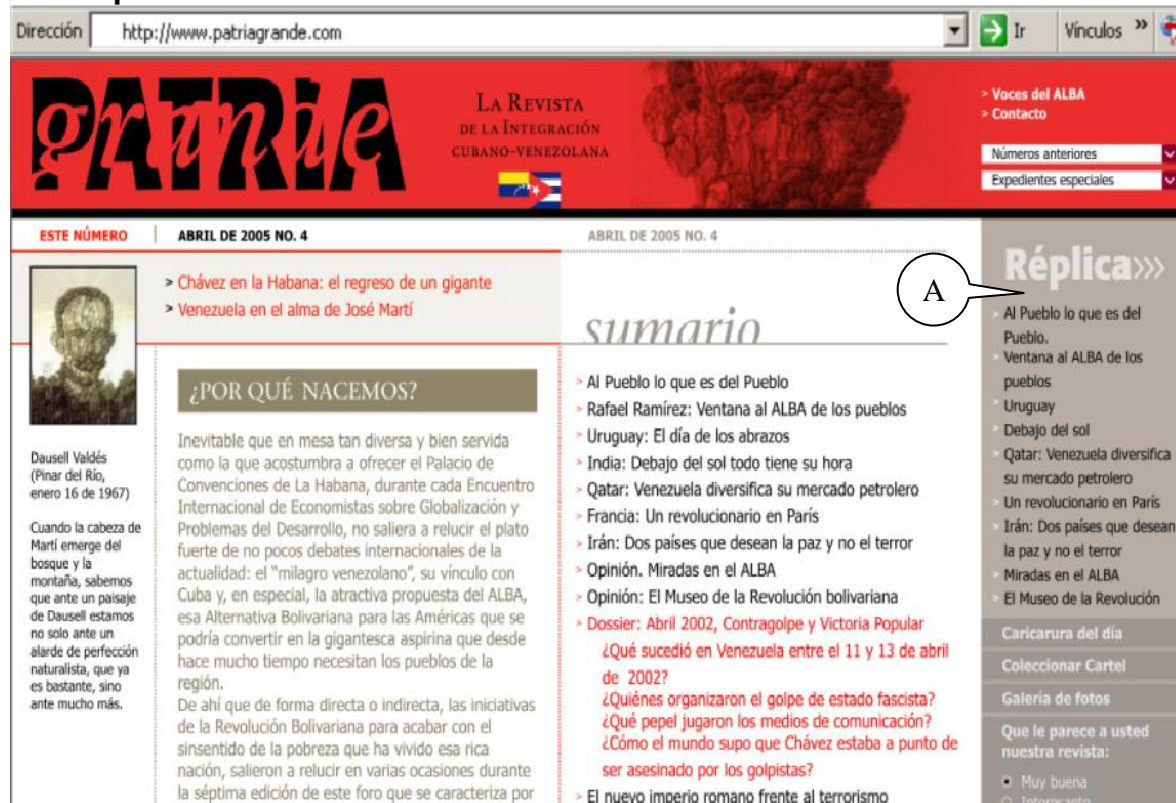 Dirección http://www.patriagrande.com Ir Vínculos »
PATRIA
grande
LA REVISTA
DE LA INTEGRACIÓN
CUBANO-VENEZOLANA
> Voces del ALBA
> Contacto
Números anteriores
Expedientes especiales
ESTE NÚMERO
ABRIL DE 2005 NO. 4
> Chávez en la Habana: el regreso de un gigante
> Venezuela en el alma de José Martí
Dausell Valdés
(Pinar del Río,
enero 16 de 1967)
Cuando la cabeza de
Martí emerge del
bosque y la
montaña, sabemos
que ante un paisaje
de Dausell estamos
no solo ante un
alarde de perfección
naturalista, que ya
es bastante, sino
ante mucho más.
¿POR QUÉ NACEMOS?
Inevitable que en mesa tan diversa y bien servida
como la que acostumbra a ofrecer el Palacio de
Convenciones de La Habana, durante cada Encuentro
Internacional de Economistas sobre Globalización y
Problemas del Desarrollo, no saliera a relucir el plato
fuerte de no pocos debates internacionales de la
actualidad: el "milagro venezolano", su vínculo con
Cuba y, en especial, la atractiva propuesta del ALBA,
esa Alternativa Bolivariana para las Américas que se
podría convertir en la gigantesca aspirina que desde
hace mucho tiempo necesitan los pueblos de la
región.
De ahí que de forma directa o indirecta, las iniciativas
de la Revolución Bolivariana para acabar con el
sinsentido de la pobreza que ha vivido esa rica
nación, salieron a relucir en varias ocasiones durante
la séptima edición de este foro que se caracteriza por
ABRIL DE 2005 NO. 4
sumario
> Al Pueblo lo que es del Pueblo
> Rafael Ramírez: Ventana al ALBA de los pueblos
> Uruguay: El día de los abrazos
> India: Debajo del sol todo tiene su hora
> Qatar: Venezuela diversifica su mercado petrolero
> Francia: Un revolucionario en París
> Irán: Dos países que desean la paz y no el terror
> Opinión. Miradas en el ALBA
> Opinión: El Museo de la Revolución bolivariana
> Dossier: Abril 2002, Contragolpe y Victoria Popular
¿Qué sucedió en Venezuela entre el 11 y 13 de abril
de 2002?
¿Quiénes organizaron el golpe de estado fascista?
¿Qué pepel jugaron los medios de comunicación?
¿Cómo el mundo supo que Chávez estaba a punto de
ser asesinado por los golpistas?
> El nuevo imperio romano frente al terrorismo
A
Réplica»»
> Al Pueblo lo que es del
Pueblo.
> Ventana al ALBA de los
pueblos
> Uruguay
> Debajo del sol
> Qatar: Venezuela diversifica
su mercado petrolero
> Un revolucionario en París
> Irán: Dos países que desean
la paz y no el terror
> Miradas en el ALBA
> El Museo de la Revolución
Caricarura del día
Coleccionar Cartel
Galería de fotos
Que le parece a usted
nuestra revista:
Muy buena
Interesante